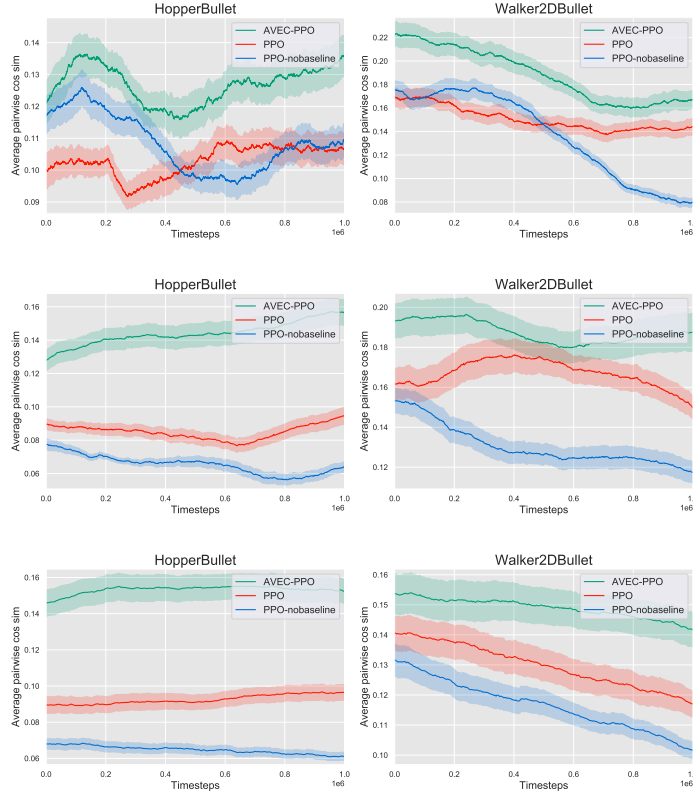 HopperBullet
Average pairwise cos sim
0.14
0.13
0.12
0.11
0.10
0.09
AVEC-PPO
PPO
PPO-nobaseline
0.0 0.2 0.4 0.6 0.8 1.0
1e6
Timesteps
Walker2DBullet
Average pairwise cos sim
0.22
0.20
0.18
0.16
0.14
0.12
0.10
0.08
AVEC-PPO
PPO
PPO-nobaseline
0.0 0.2 0.4 0.6 0.8 1.0
1e6
Timesteps
HopperBullet
Average pairwise cos sim
0.16
0.14
0.12
0.10
0.08
0.06
AVEC-PPO
PPO
PPO-nobaseline
0.0 0.2 0.4 0.6 0.8 1.0
1e6
Timesteps
Walker2DBullet
Average pairwise cos sim
0.20
0.18
0.16
0.14
0.12
AVEC-PPO
PPO
PPO-nobaseline
0.0 0.2 0.4 0.6 0.8 1.0
1e6
Timesteps
HopperBullet
Average pairwise cos sim
0.16
0.14
0.12
0.10
0.08
0.06
AVEC-PPO
PPO
PPO-nobaseline
0.0 0.2 0.4 0.6 0.8 1.0
1e6
Timesteps
Walker2DBullet
Average pairwise cos sim
0.16
0.15
0.14
0.13
0.12
0.11
0.10
AVEC-PPO
PPO
PPO-nobaseline
0.0 0.2 0.4 0.6 0.8 1.0
1e6
Timesteps